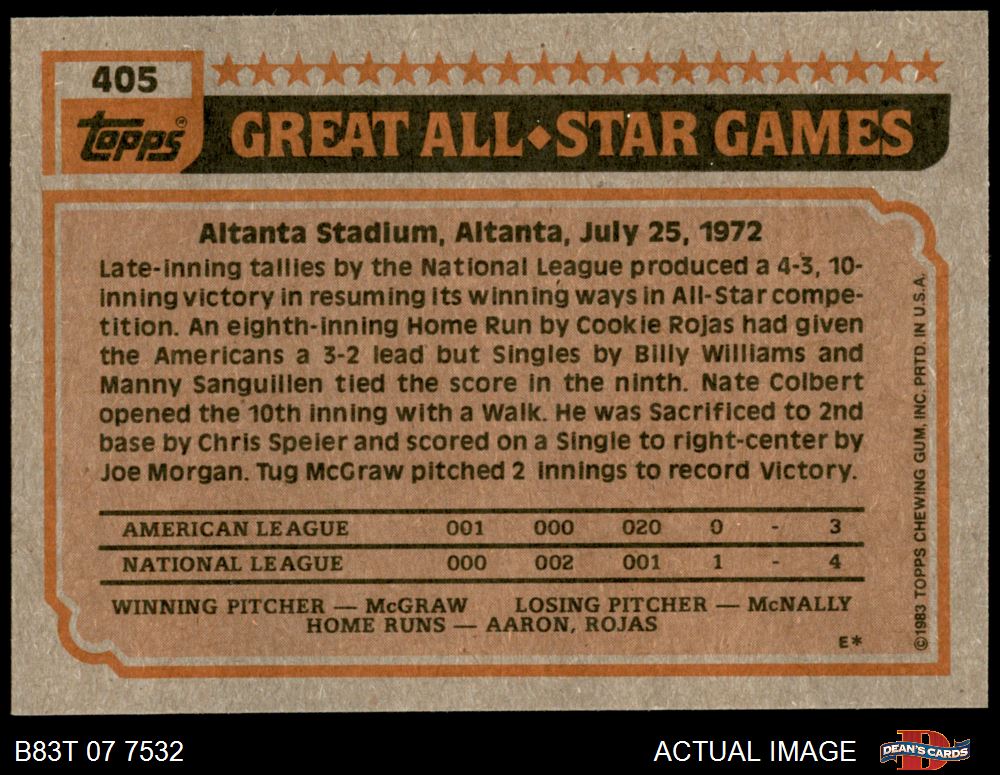 405
topps®
GREAT ALL◆STAR GAMES
Altanta Stadium, Altanta, July 25, 1972
Late-inning tallies by the National League produced a 4-3, 10-
inning victory in resuming its winning ways in All-Star compe-
tition. An eighth-inning Home Run by Cookie Rojas had given
the Americans a 3-2 lead but Singles by Billy Williams and
Manny Sanguillen tied the score in the ninth. Nate Colbert
opened the 10th inning with a Walk. He was Sacrificed to 2nd
base by Chris Speier and scored on a Single to right-center by
Joe Morgan. Tug McGraw pitched 2 innings to record Victory.
AMERICAN LEAGUE 001 000 020 0 - 3
NATIONAL LEAGUE 000 002 001 1 - 4
WINNING PITCHER — McGRAW LOSING PITCHER — McNALLY
HOME RUNS — AARON, ROJAS
E*
©1983 TOPPS CHEWING GUM, INC. PRTD. IN U.S.A.
B83T 07 7532
ACTUAL IMAGE
D
DEAN'S CARDS